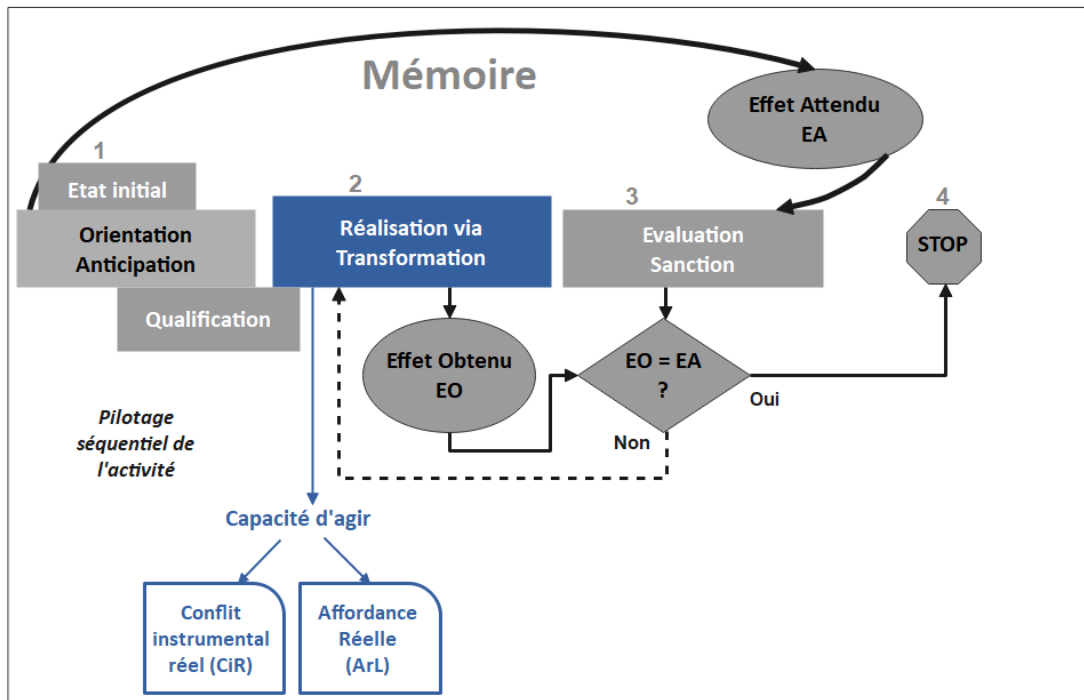 Mémoire
Effet Attendu
EA
1
Etat initial
Orientation
Anticipation
Qualification
2
Réalisation via
Transformation
3
Evaluation
Sanction
4
STOP
Effet Obtenu
EO
EO = EA
?
Oui
Non
Pilotage
séquentiel de
l'activité
Capacité d'agir
Conflit
instrumental
réel (CiR)
Affordance
Réelle
(ArL)